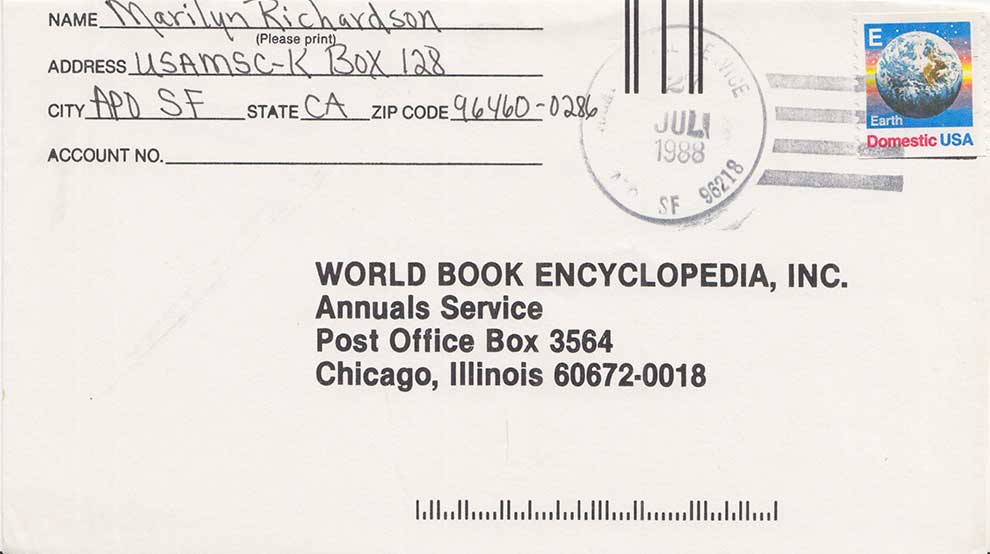 NAME Marilyn Richardson
(Please print)
ADDRESS USAMSC-K BOX 128
CITY APO SF STATE CA ZIP CODE 96460-0286
ACCOUNT NO.
JUL
1988
SF 96218
E
Earth
Domestic USA
WORLD BOOK ENCYCLOPEDIA, INC.
Annuals Service
Post Office Box 3564
Chicago, Illinois 60672-0018